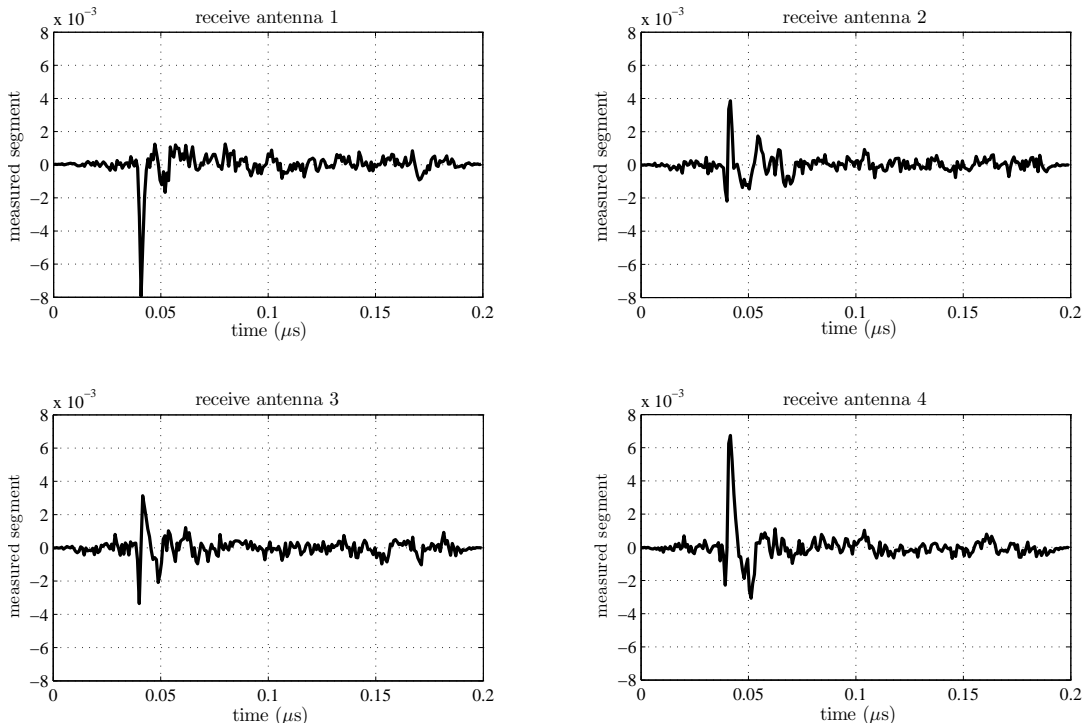 receive antenna 1
x 10⁻³
8
6
4
2
0
−2
−4
−6
−8
measured segment
0 0.05 0.1 0.15 0.2
time (μs)
receive antenna 2
x 10⁻³
8
6
4
2
0
−2
−4
−6
−8
measured segment
0 0.05 0.1 0.15 0.2
time (μs)
receive antenna 3
x 10⁻³
8
6
4
2
0
−2
−4
−6
−8
measured segment
0 0.05 0.1 0.15 0.2
time (μs)
receive antenna 4
x 10⁻³
8
6
4
2
0
−2
−4
−6
−8
measured segment
0 0.05 0.1 0.15 0.2
time (μs)